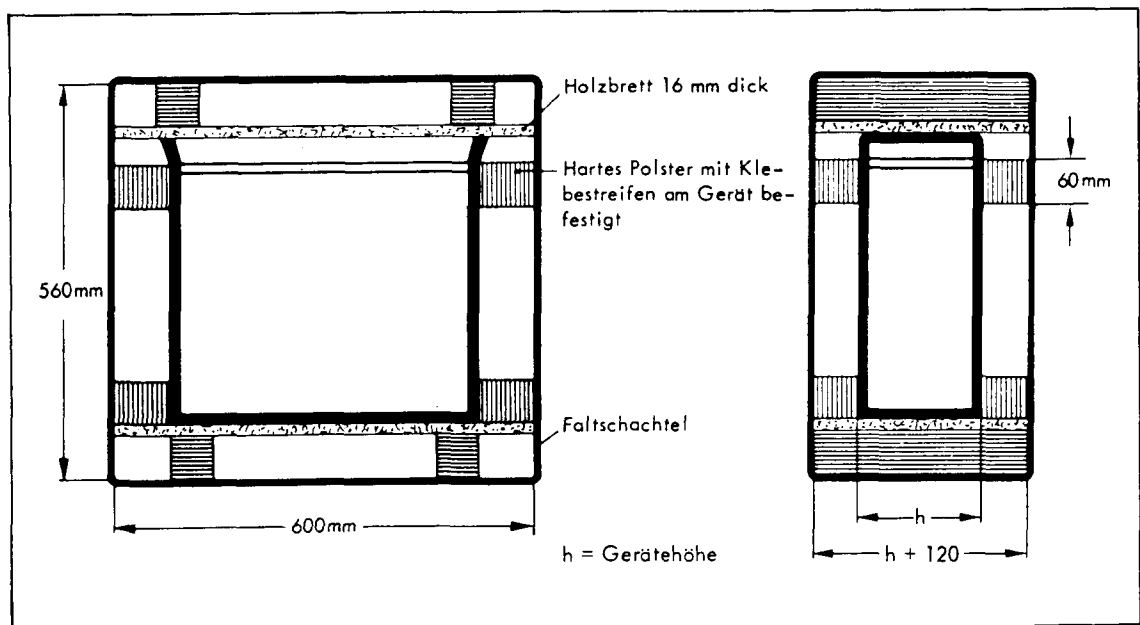 Holzbrett 16 mm dick
Hartes Polster mit Kle-
bestreifen am Gerät be-
festigt
60mm
560mm
Faltschachtel
600mm
h = Gerätehöhe
h
h + 120